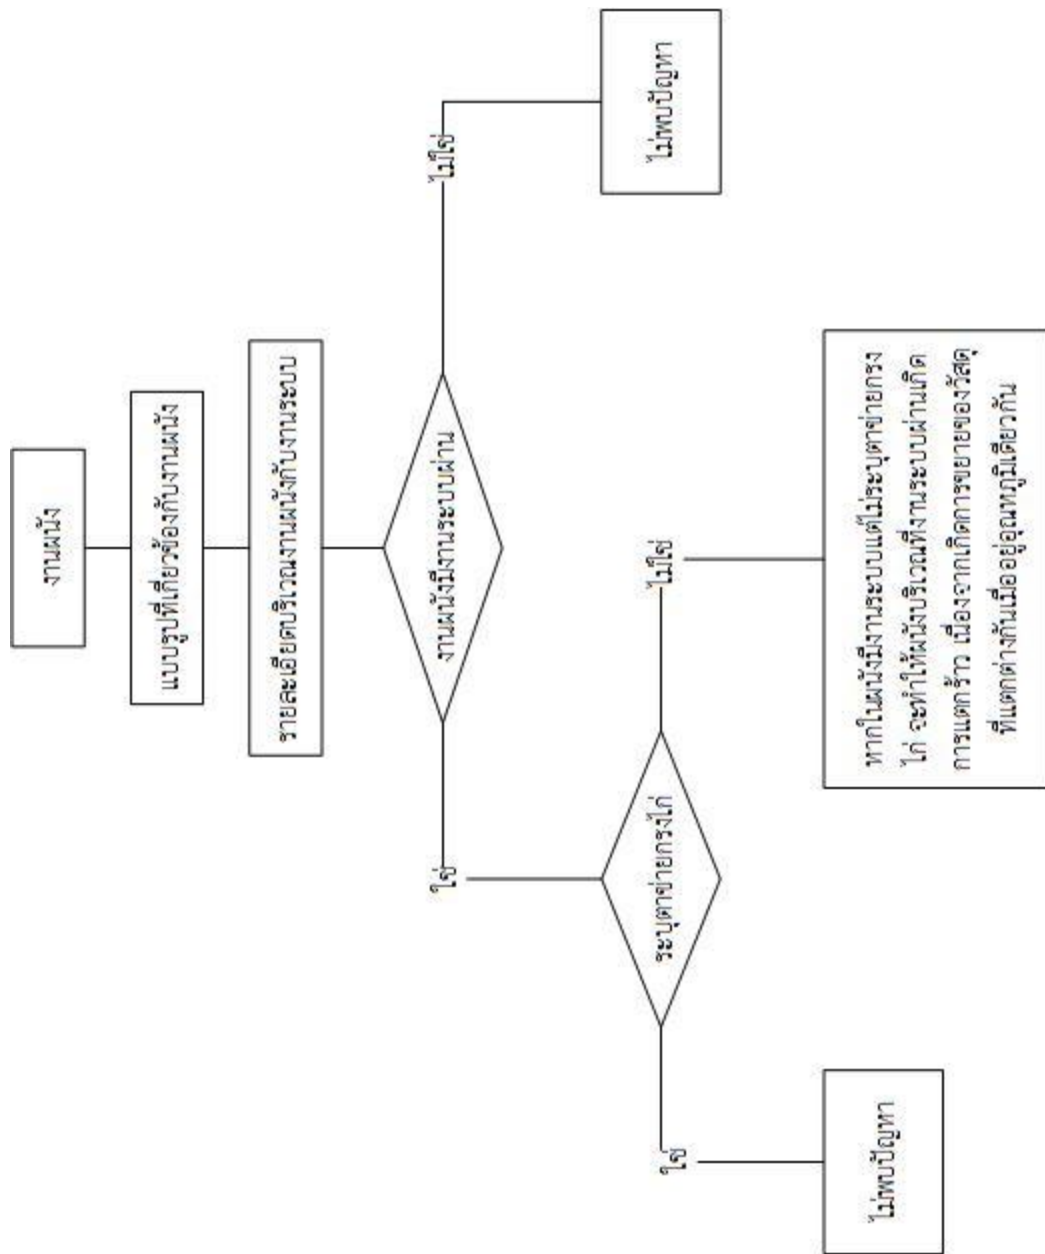 งานผนัง
แบบรูปที่เกี่ยวข้องกับงานผนัง
รายละเอียดบริเวณงานผนังกับงานระบบ
งานผนังมีงานระบบผ่าน
ใช่
ไม่ใช่
ระบุตาข่ายกรงไก่
ไม่พบปัญหา
ใช่
ไม่ใช่
ไม่พบปัญหา
หากในผนังมีงานระบบแต่ไม่ระบุตาข่ายกรง
ไก่ จะทำให้ผนังบริเวณที่งานระบบผ่านเกิด
การแตกร้าว เนื่องจากเกิดการขยายของวัสดุ
ที่แตกต่างกันเมื่ออยู่อุณหภูมิเดียวกัน